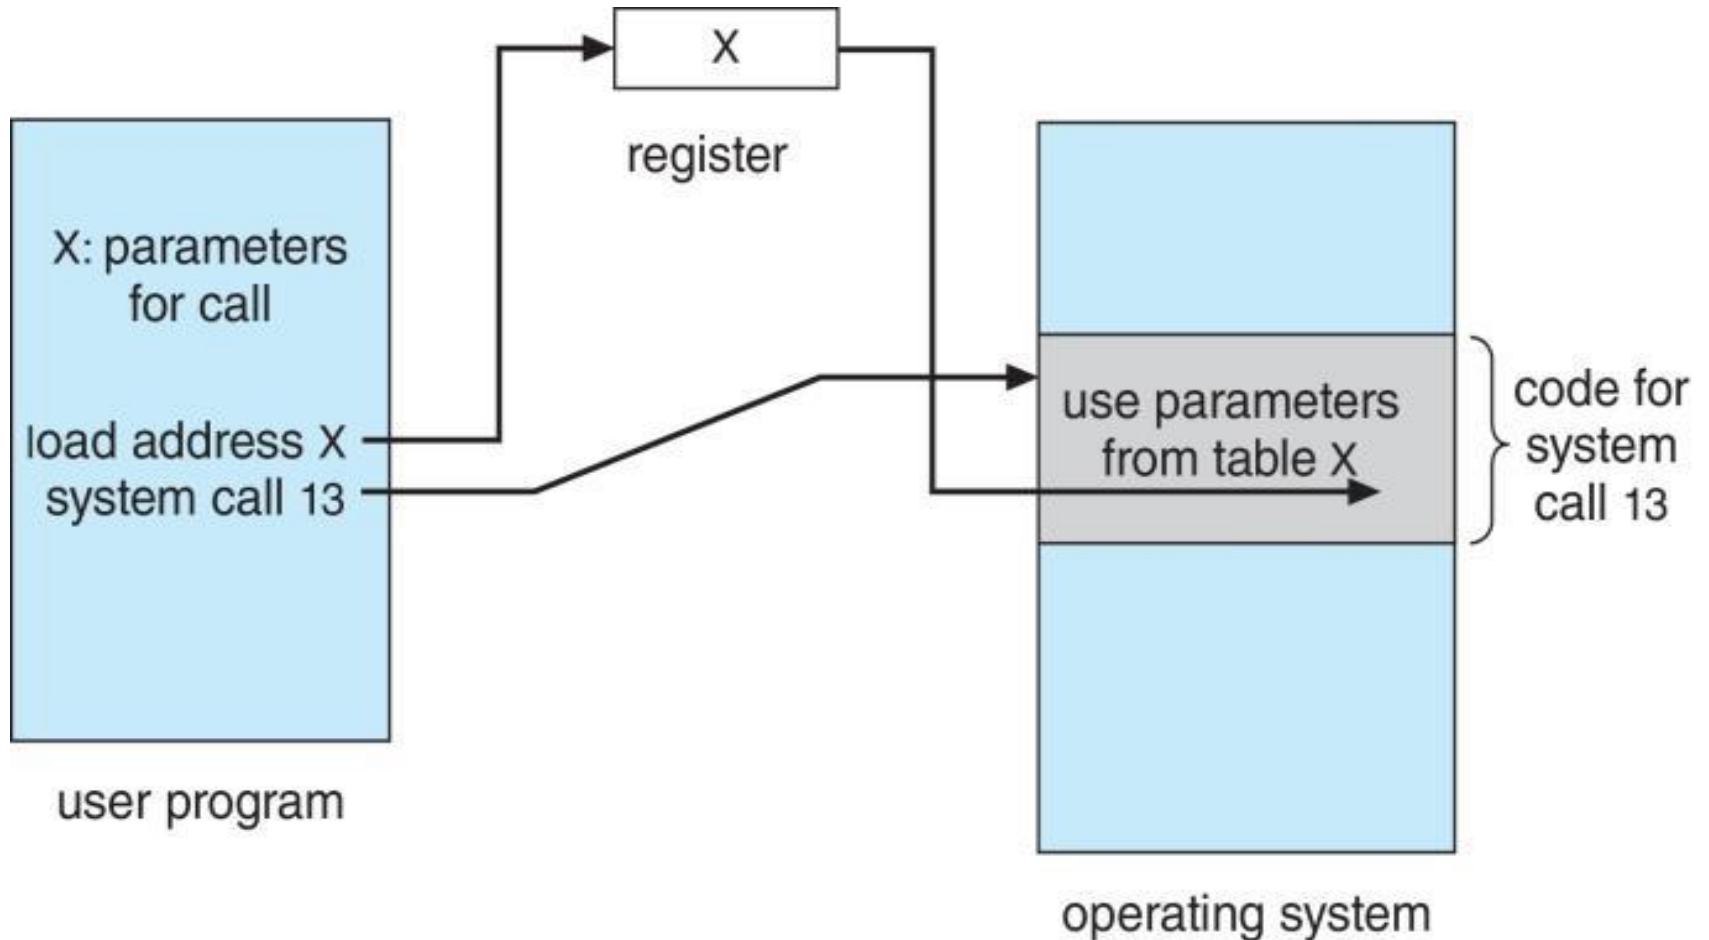 X
register
X: parameters
for call
load address X
system call 13
user program
use parameters
from table X
code for
system
call 13
operating system